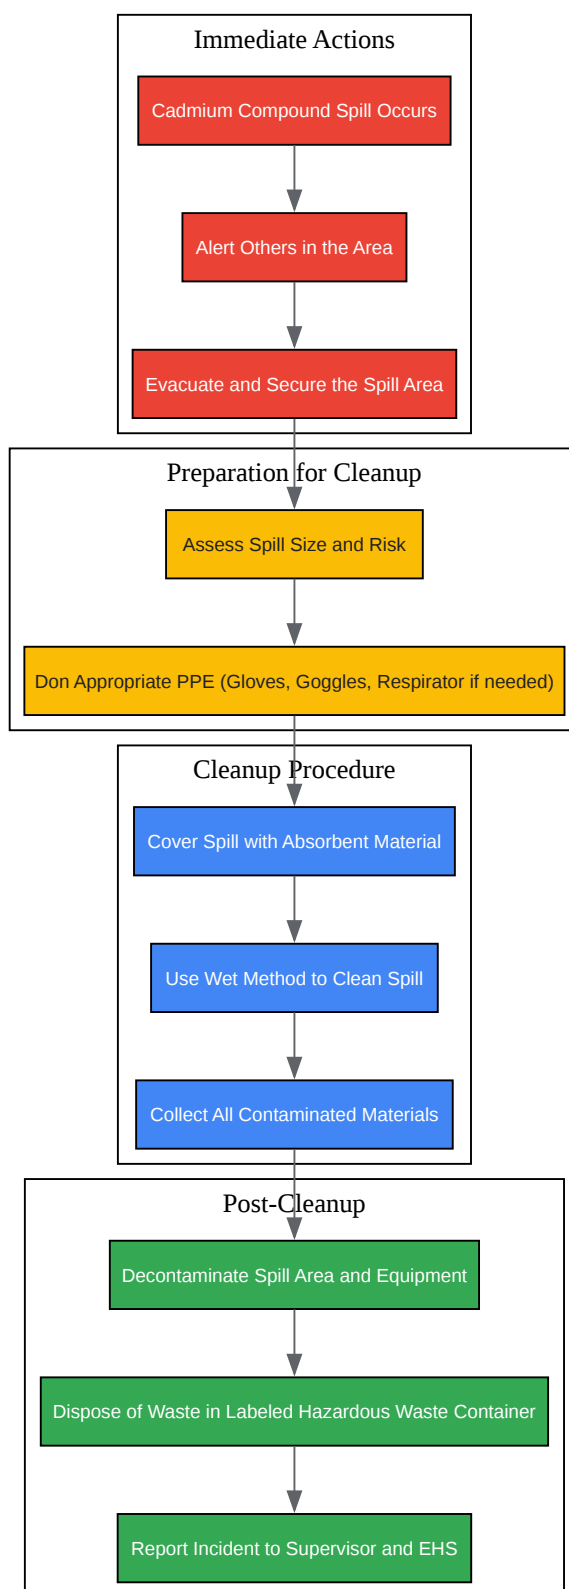 Immediate Actions
Cadmium Compound Spill Occurs
Alert Others in the Area
Evacuate and Secure the Spill Area
Preparation for Cleanup
Assess Spill Size and Risk
Don Appropriate PPE (Gloves, Goggles, Respirator if needed)
Cleanup Procedure
Cover Spill with Absorbent Material
Use Wet Method to Clean Spill
Collect All Contaminated Materials
Post-Cleanup
Decontaminate Spill Area and Equipment
Dispose of Waste in Labeled Hazardous Waste Container
Report Incident to Supervisor and EHS